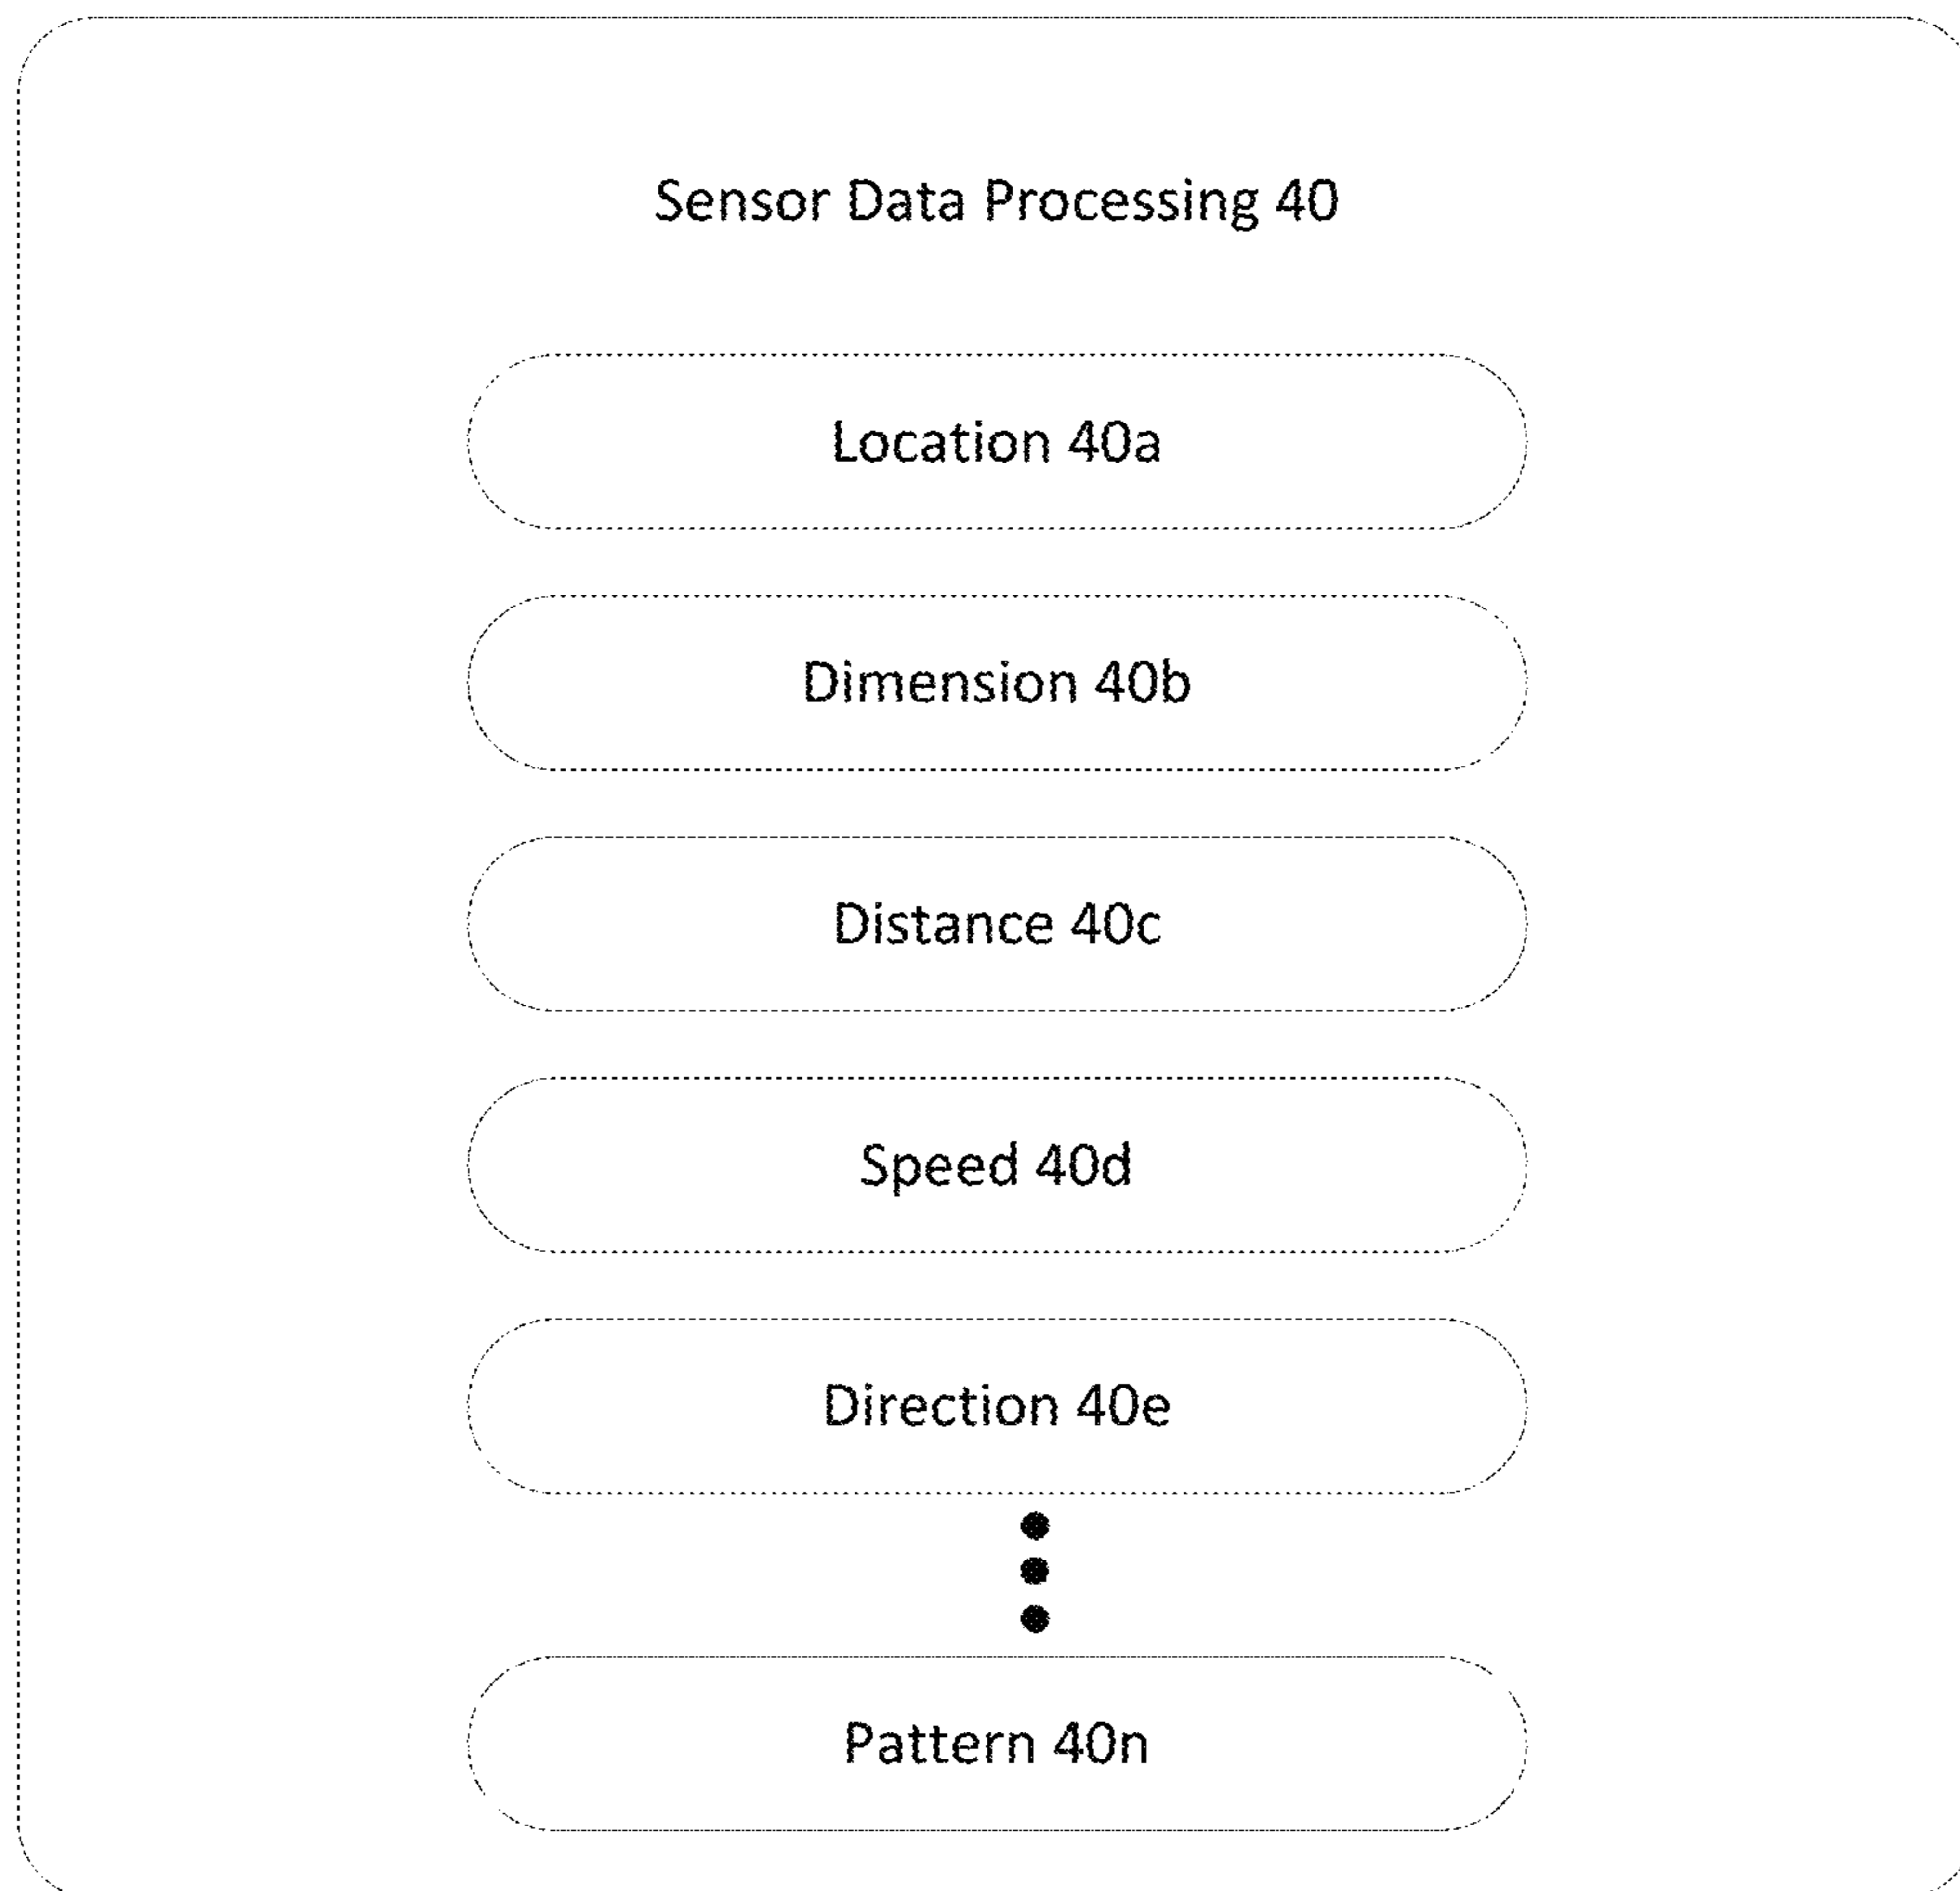 Sensor Data Processing 40
Location 40a
Dimension 40b
Distance 40c
Speed 40d
Direction 40e
Pattern 40n